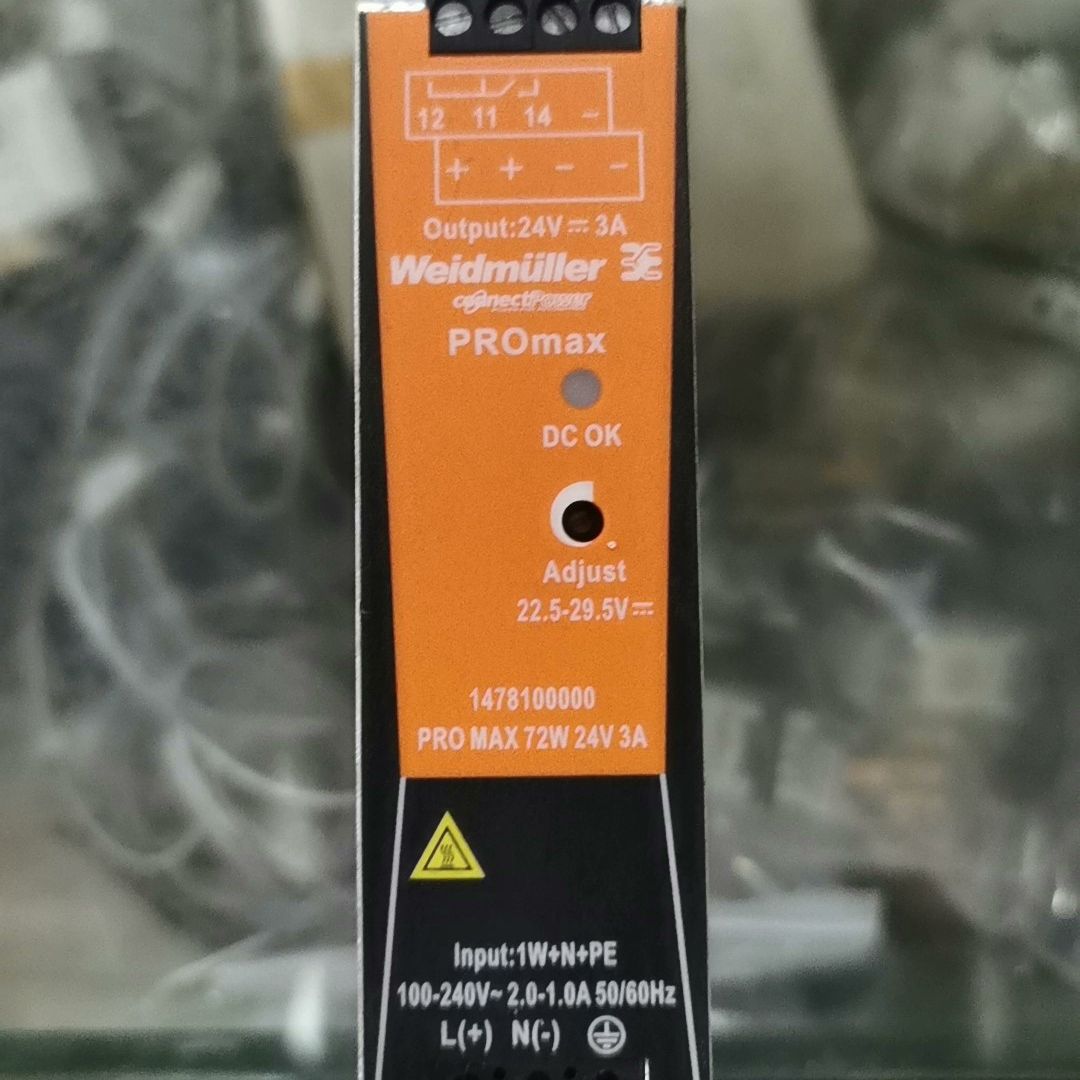 12 11 14 ~
+ + − −
Output:24V⎓3A
Weidmüller
connectPower
PROmax
DC OK
Adjust
22.5-29.5V⎓
1478100000
PRO MAX 72W 24V 3A
Input:1W+N+PE
100-240V~2.0-1.0A 50/60Hz
L(+) N(-)